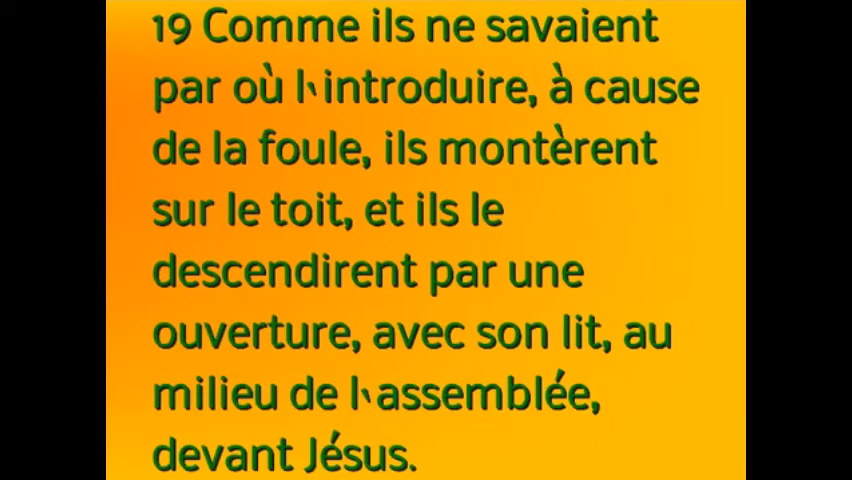 19 Comme ils ne savaient
par où l'introduire, à cause
de la foule, ils montèrent
sur le toit, et ils le
descendirent par une
ouverture, avec son lit, au
milieu de l'assemblée,
devant Jésus.